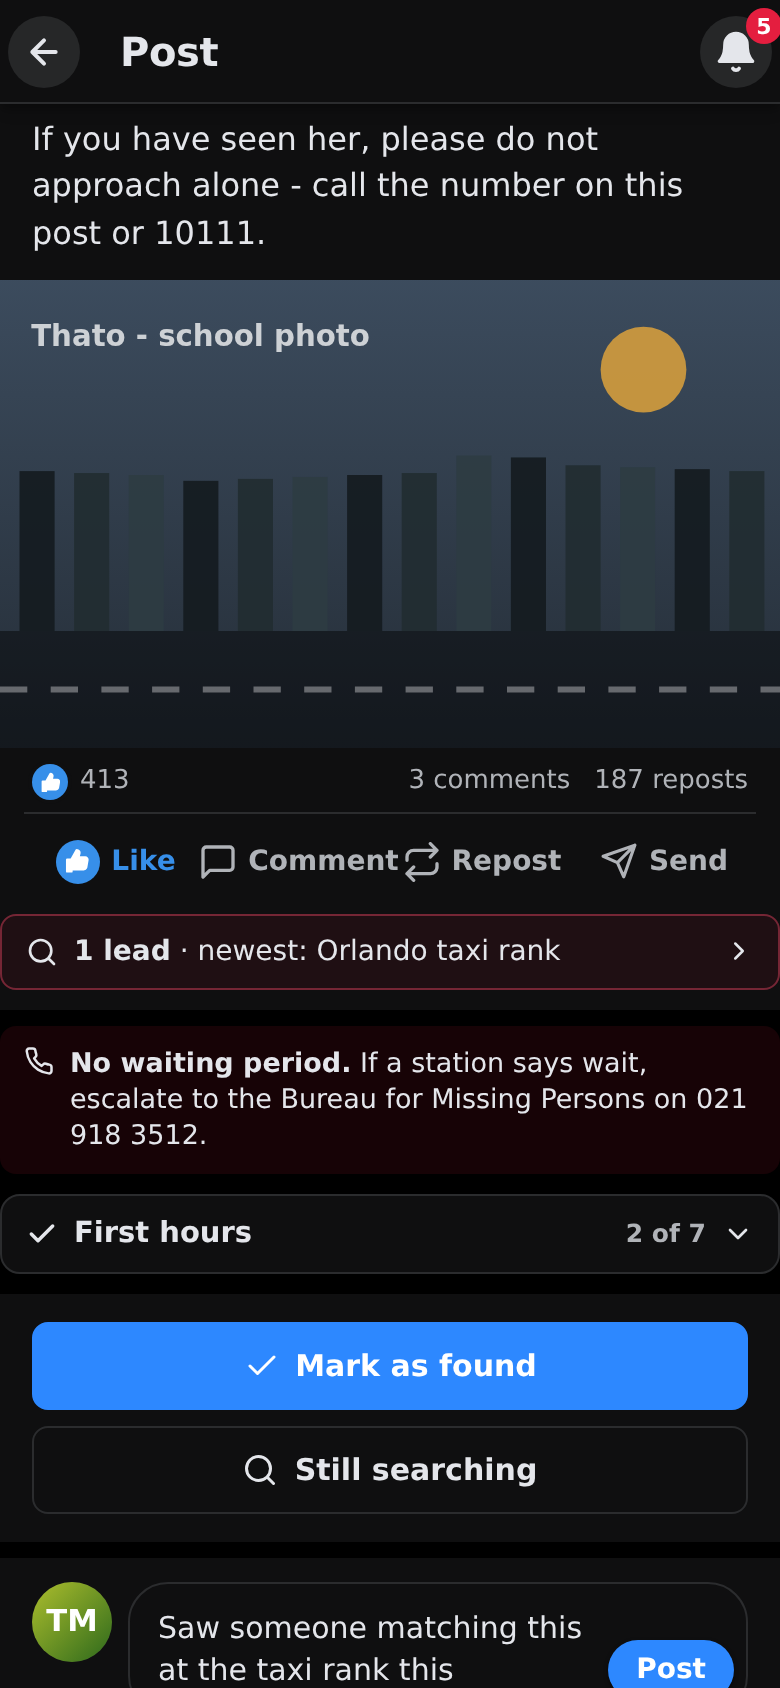 Post
5
If you have seen her, please do not
approach alone - call the number on this
post or 10111.
Thato - school photo
413
3 comments 187 reposts
Like Comment Repost Send
1 lead · newest: Orlando taxi rank
No waiting period. If a station says wait,
escalate to the Bureau for Missing Persons on 021
918 3512.
First hours 2 of 7
Mark as found
Still searching
TM
Saw someone matching this
at the taxi rank this
Post